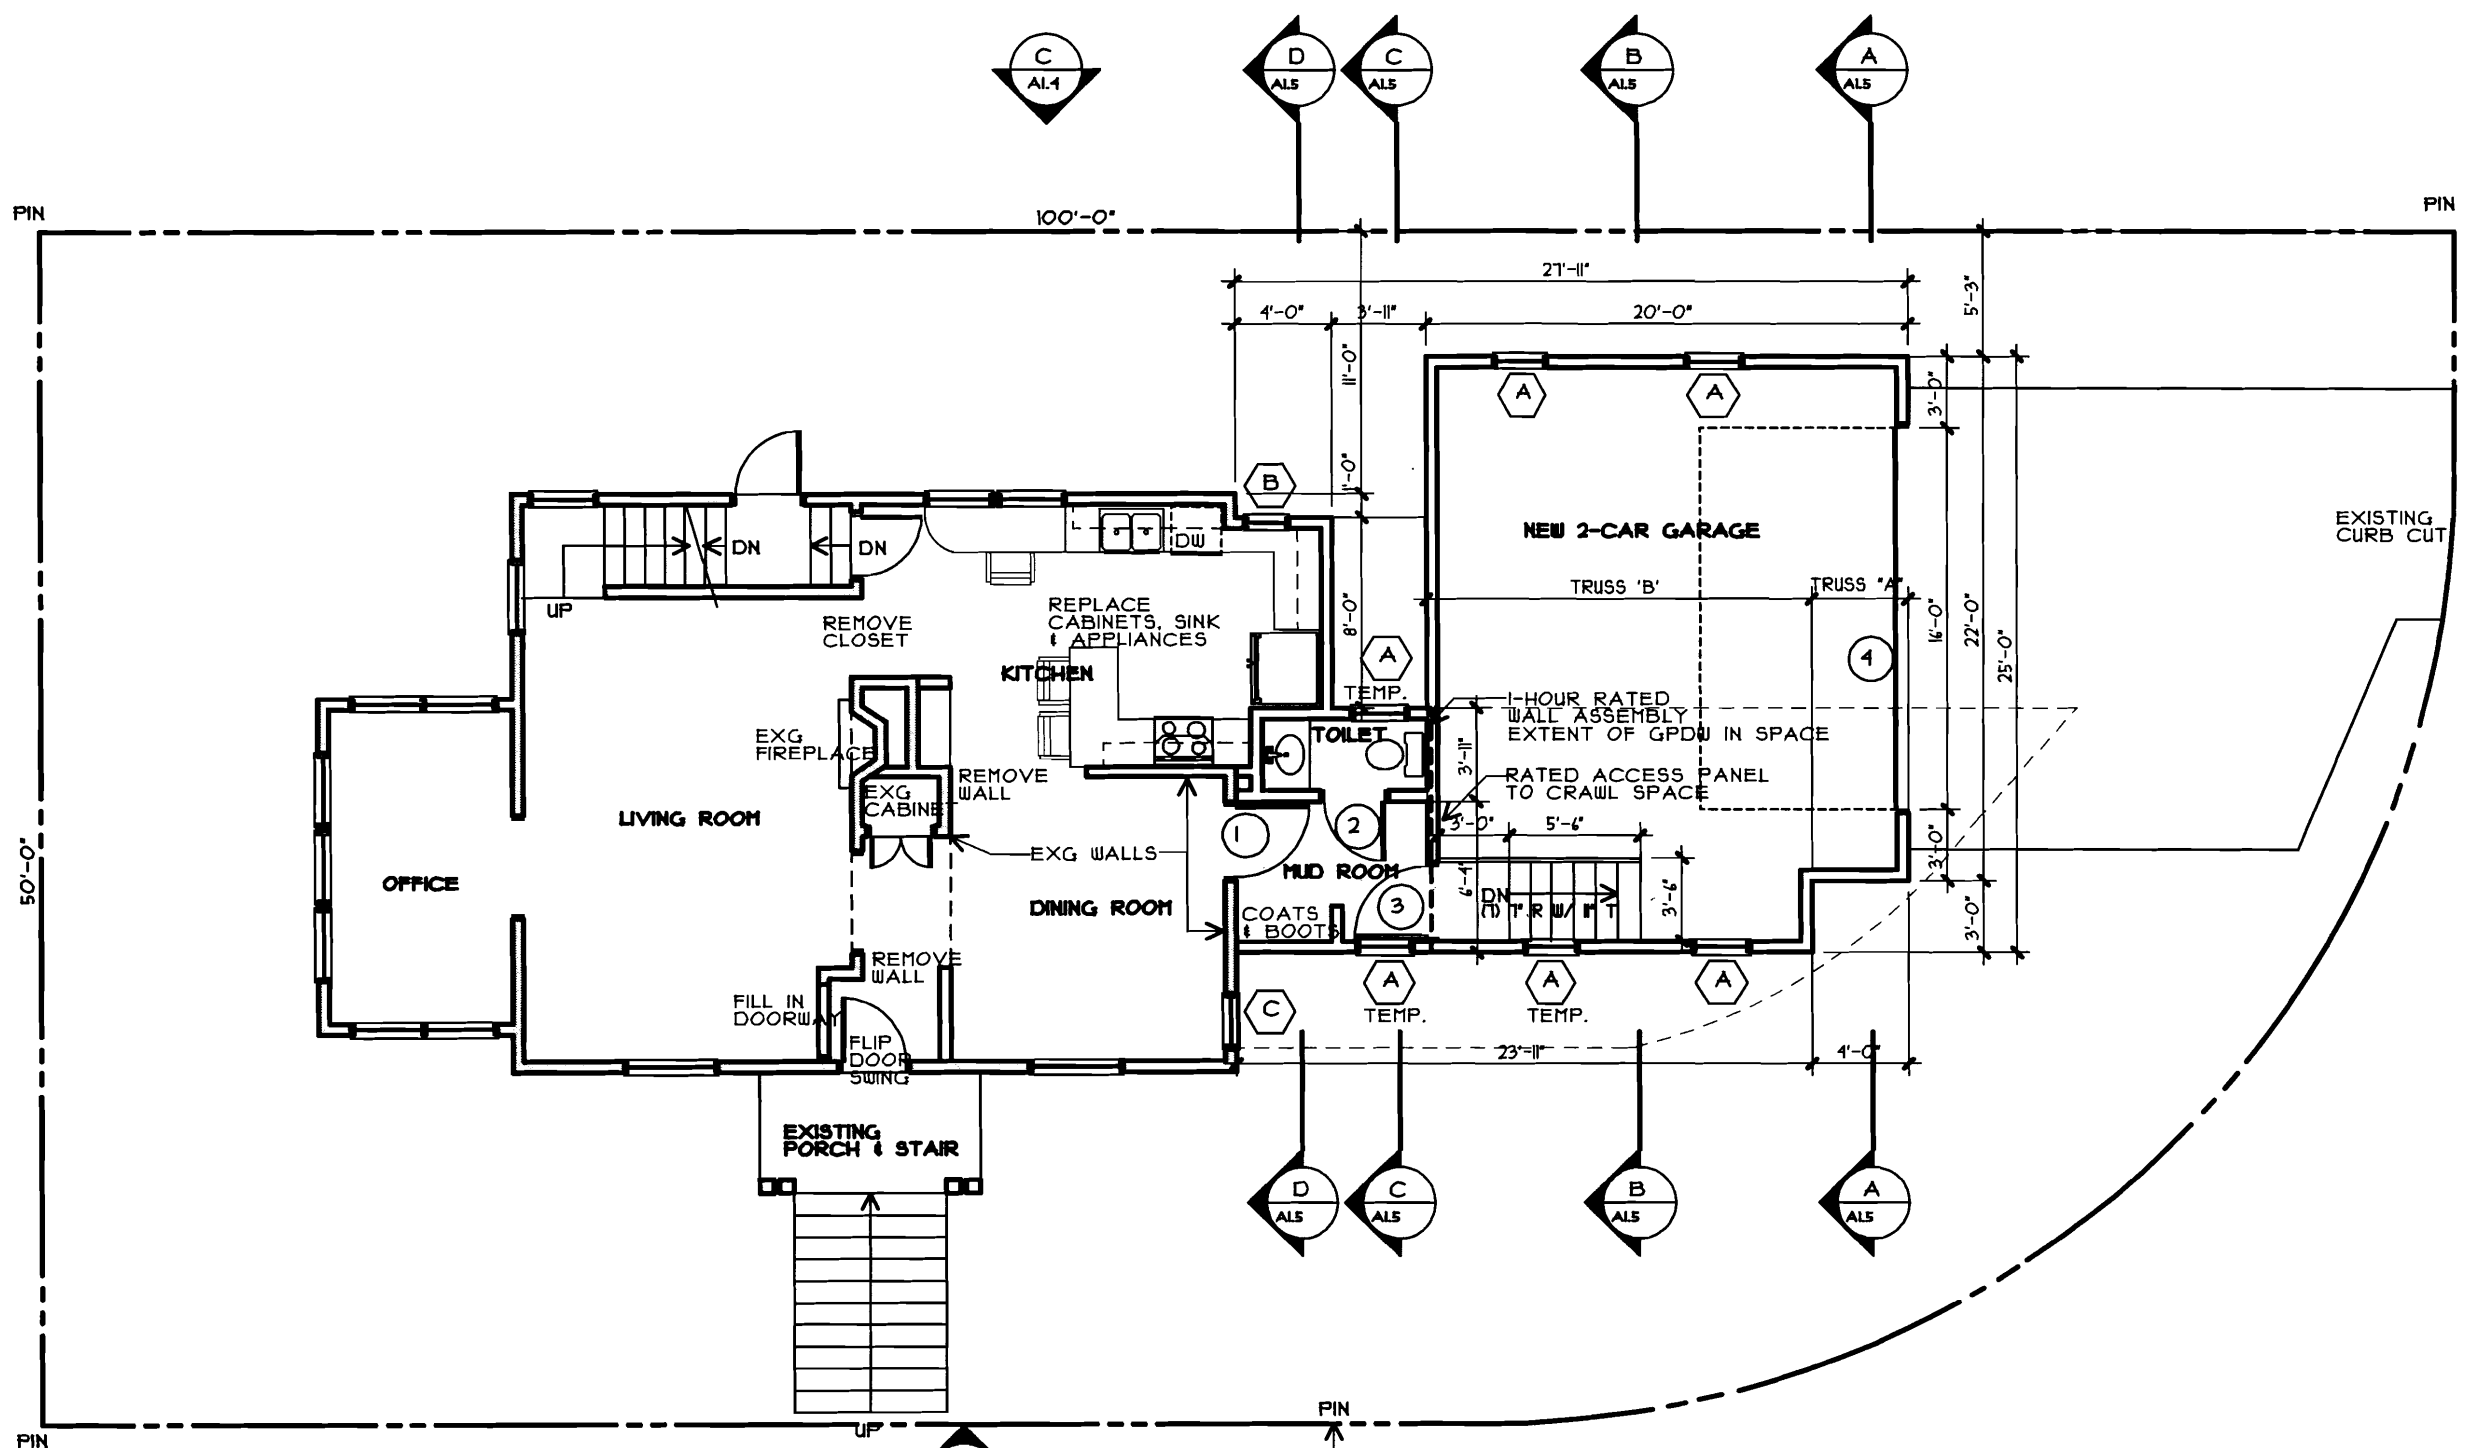 C
A1.4
D
A1.5
C
A1.5
B
A1.5
A
A1.5
PIN
100'-0"
PIN
27'-11"
4'-0"
3'-11"
20'-0"
5'-3"
11'-0"
3'-0"
A
A
B
1'-0"
EXISTING
CURB CUT
NEW 2-CAR GARAGE
DN
DN
DW
TRUSS 'B'
TRUSS "A"
UP
REMOVE
CLOSET
REPLACE
CABINETS, SINK
& APPLIANCES
8'-0"
16'-0"
22'-0"
25'-0"
4
A
KITCHEN
TEMP.
1-HOUR RATED
WALL ASSEMBLY
EXTENT OF GPDW IN SPACE
EXG
FIREPLACE
TOILET
3'-11"
RATED ACCESS PANEL
TO CRAWL SPACE
REMOVE
WALL
EXG
CABINET
LIVING ROOM
1
2
3'-0"
5'-6"
3'-0"
EXG WALLS
MUD ROOM
50'-0"
OFFICE
6'-4"
DN
(7) 7" R W/ 11" T
3'-6"
3
DINING ROOM
COATS
& BOOTS
3'-0"
REMOVE
WALL
A
A
A
FILL IN
DOORWAY
C
TEMP.
TEMP.
FLIP
DOOR
SWING
23'-11"
4'-0"
EXISTING
PORCH & STAIR
D
A1.5
C
A1.5
B
A1.5
A
A1.5
UP
PIN
PIN